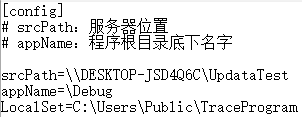 [config]
# srcPath：服务器位置
# appName：程序根目录底下名字
srcPath=\\DESKTOP-JSD4Q6C\UpdataTest
appName=\Debug
LocalSet=C:\Users\Public\TraceProgram